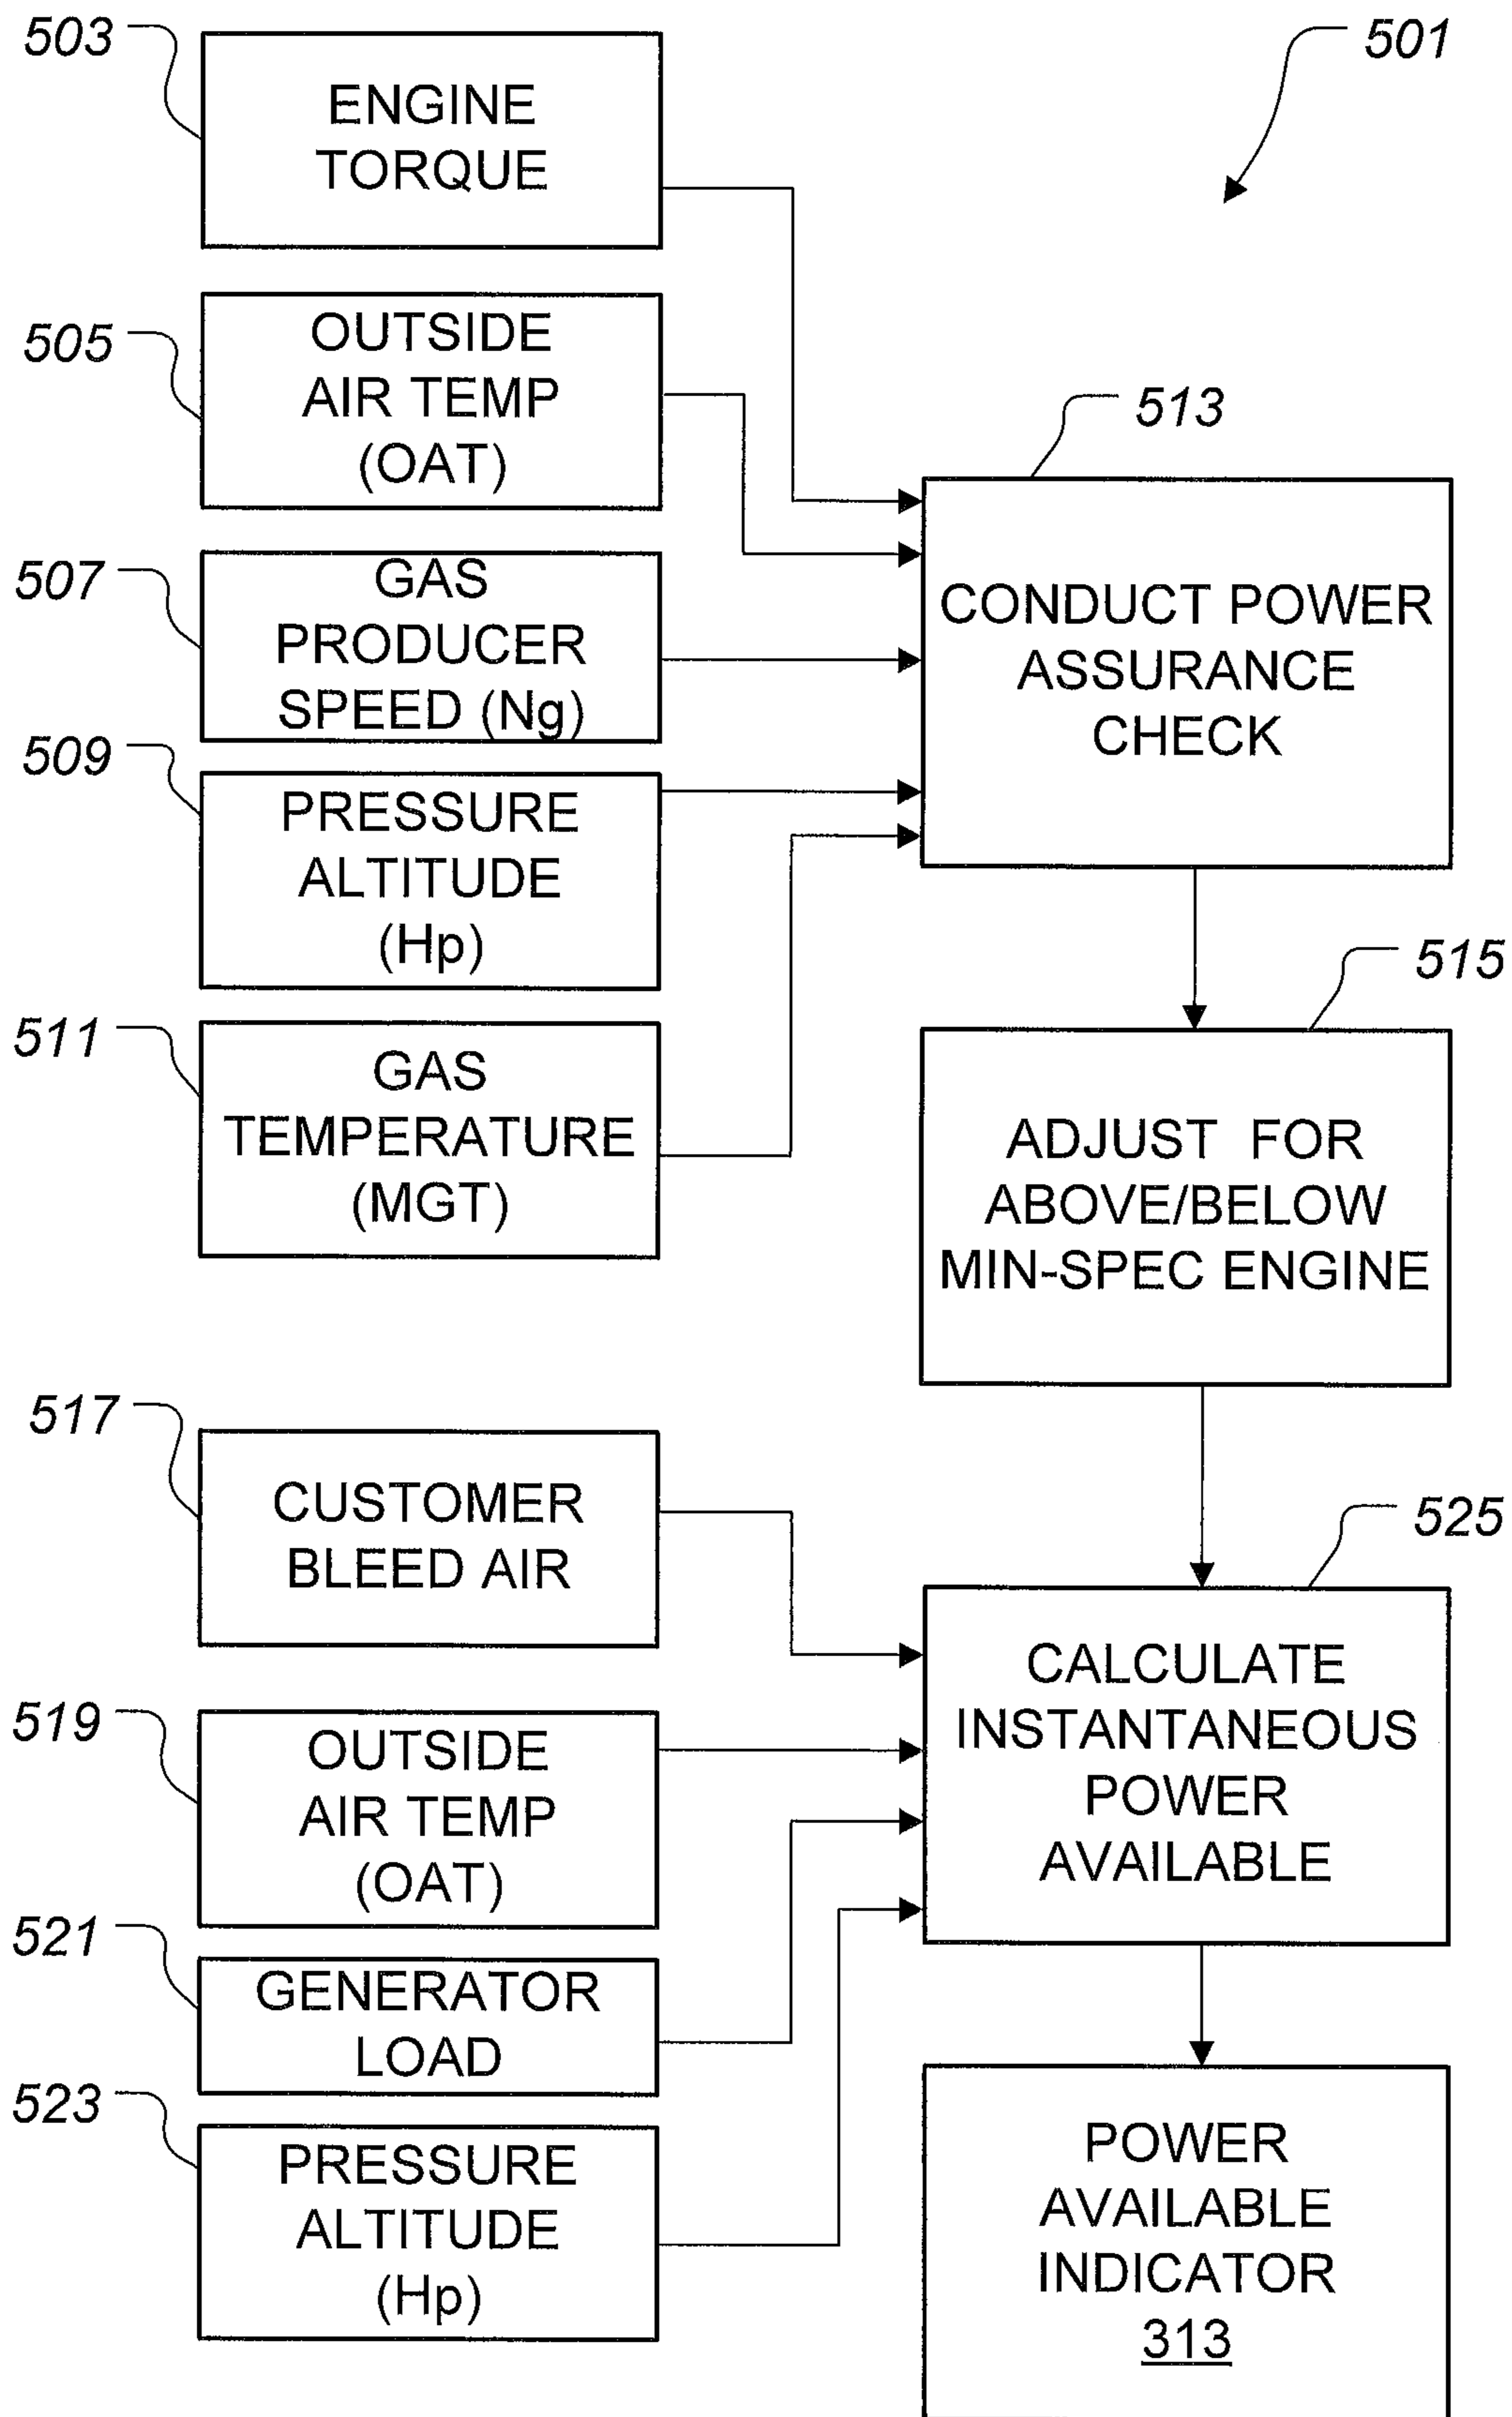 503
ENGINE
TORQUE
501
505
OUTSIDE
AIR TEMP
(OAT)
507
GAS
PRODUCER
SPEED (Ng)
509
PRESSURE
ALTITUDE
(Hp)
511
GAS
TEMPERATURE
(MGT)
513
CONDUCT POWER
ASSURANCE
CHECK
515
ADJUST FOR
ABOVE/BELOW
MIN-SPEC ENGINE
517
CUSTOMER
BLEED AIR
519
OUTSIDE
AIR TEMP
(OAT)
521
GENERATOR
LOAD
523
PRESSURE
ALTITUDE
(Hp)
525
CALCULATE
INSTANTANEOUS
POWER
AVAILABLE
POWER
AVAILABLE
INDICATOR
313